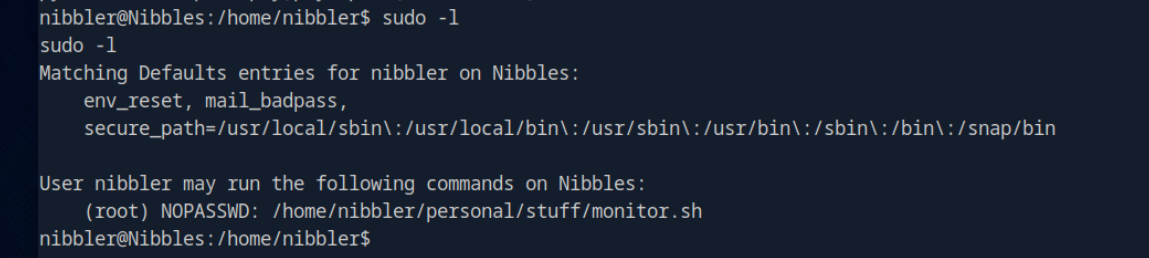 nibbler@Nibbles:/home/nibbler$ sudo -l
sudo -l
Matching Defaults entries for nibbler on Nibbles:
    env_reset, mail_badpass,
    secure_path=/usr/local/sbin\:/usr/local/bin\:/usr/sbin\:/usr/bin\:/sbin\:/bin\:/snap/bin

User nibbler may run the following commands on Nibbles:
    (root) NOPASSWD: /home/nibbler/personal/stuff/monitor.sh
nibbler@Nibbles:/home/nibbler$